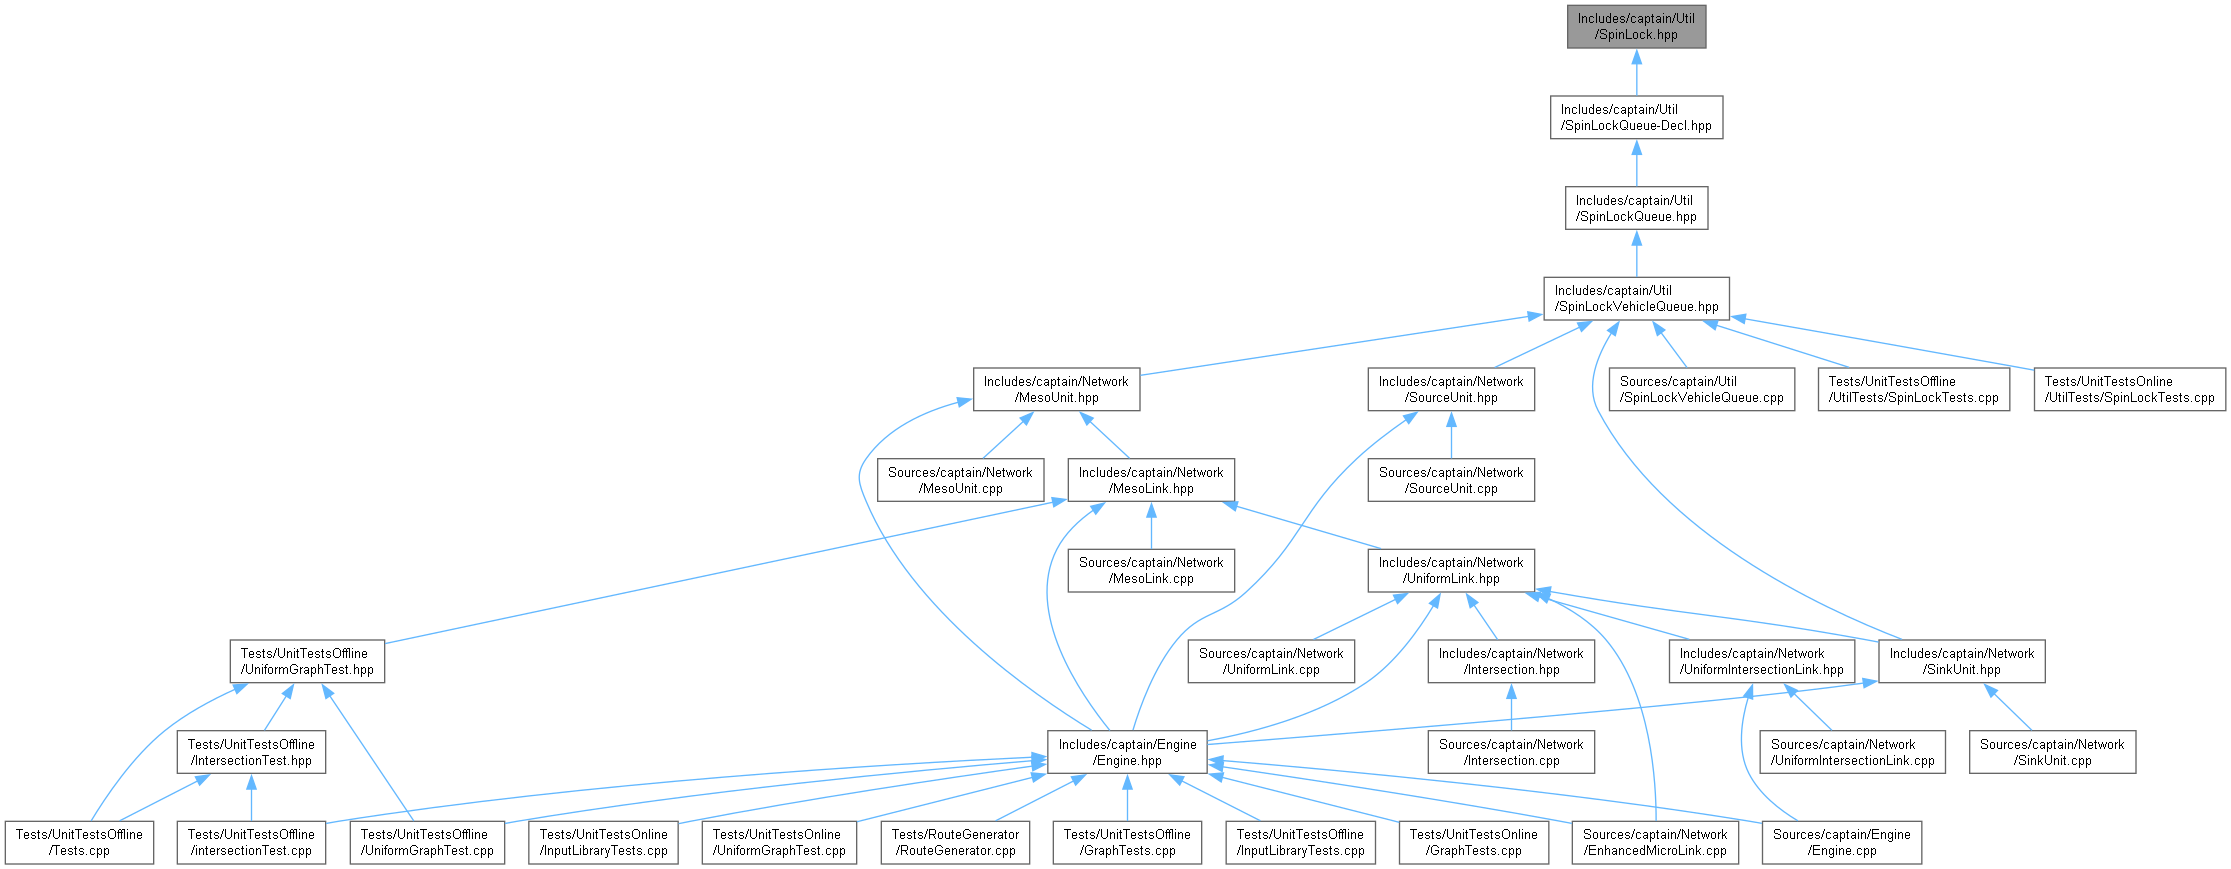 Includes/captain/Util
/SpinLock.hpp
Includes/captain/Util
/SpinLockQueue-Decl.hpp
Includes/captain/Util
/SpinLockQueue.hpp
Includes/captain/Util
/SpinLockVehicleQueue.hpp
Includes/captain/Network
/MesoUnit.hpp
Includes/captain/Network
/SourceUnit.hpp
Sources/captain/Util
/SpinLockVehicleQueue.cpp
Tests/UnitTestsOffline
/UtilTests/SpinLockTests.cpp
Tests/UnitTestsOnline
/UtilTests/SpinLockTests.cpp
Sources/captain/Network
/MesoUnit.cpp
Includes/captain/Network
/MesoLink.hpp
Sources/captain/Network
/SourceUnit.cpp
Sources/captain/Network
/MesoLink.cpp
Includes/captain/Network
/UniformLink.hpp
Tests/UnitTestsOffline
/UniformGraphTest.hpp
Sources/captain/Network
/UniformLink.cpp
Includes/captain/Network
/Intersection.hpp
Includes/captain/Network
/UniformIntersectionLink.hpp
Includes/captain/Network
/SinkUnit.hpp
Tests/UnitTestsOffline
/IntersectionTest.hpp
Includes/captain/Engine
/Engine.hpp
Sources/captain/Network
/Intersection.cpp
Sources/captain/Network
/UniformIntersectionLink.cpp
Sources/captain/Network
/SinkUnit.cpp
Tests/UnitTestsOffline
/Tests.cpp
Tests/UnitTestsOffline
/intersectionTest.cpp
Tests/UnitTestsOffline
/UniformGraphTest.cpp
Tests/UnitTestsOnline
/InputLibraryTests.cpp
Tests/UnitTestsOnline
/UniformGraphTest.cpp
Tests/RouteGenerator
/RouteGenerator.cpp
Tests/UnitTestsOffline
/GraphTests.cpp
Tests/UnitTestsOffline
/InputLibraryTests.cpp
Tests/UnitTestsOnline
/GraphTests.cpp
Sources/captain/Network
/EnhancedMicroLink.cpp
Sources/captain/Engine
/Engine.cpp